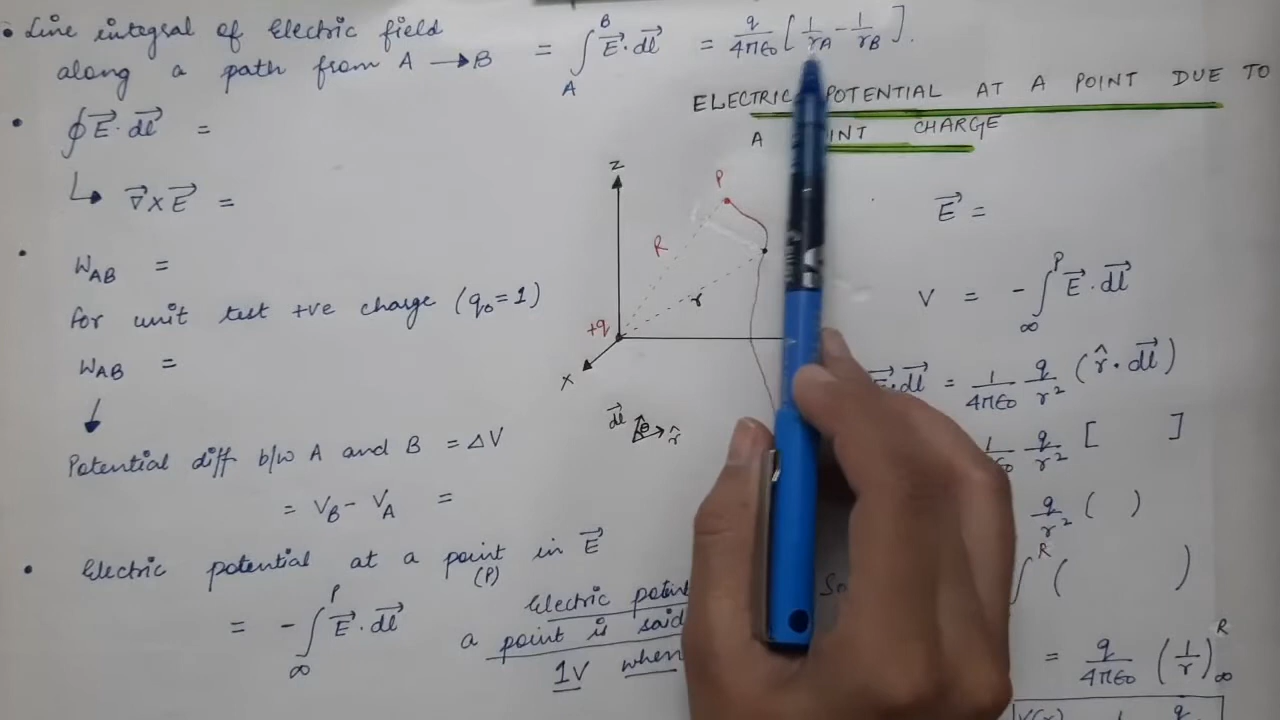 • Line integral of Electric field
along a path from A → B = ∫_A^B E⃗·dl⃗ = q/4πε0 [1/rA - 1/rB].
• ∮E⃗·dl⃗ =
↳ ∇⃗×E⃗ =
• W_AB =
for unit test +ve charge (q0=1)
W_AB =
↓
Potential diff b/w A and B = ΔV
= V_B - V_A =
• Electric potential at a point in E⃗
(P)
= - ∫_∞^P E⃗·dl⃗
Electric
a point is said
1V when
ELECTRIC POTENTIAL AT A POINT DUE TO
A CHARGE
Z
P
R
r
+q
X
dl⃗
θ
r̂
E⃗ =
V = - ∫_∞^P E⃗·dl⃗
dl⃗ = 1/4πε0 q/r² (r̂·dl⃗)
q/r² [ ]
q/r² ( )
So
∫^R ( )
= q/4πε0 (1/r)_∞^R
V(r)